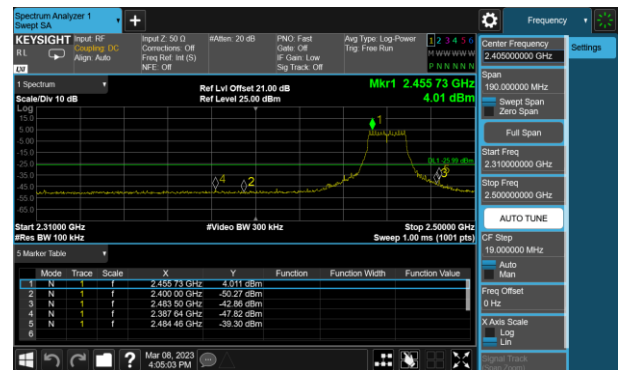 Spectrum Analyzer 1
Swept SA
Frequency
KEYSIGHT
RL
Input: RF
Coupling: DC
Align: Auto
Input Z: 50 Ω
Corrections: Off
Freq Ref: Int (S)
NFE: Off
#Atten: 20 dB
PNO: Fast
Gate: Off
IF Gain: Low
Sig Track: Off
Avg Type: Log-Power
Trig: Free Run
1 2 3 4 5 6
M W W W W W
P N N N N N
LXI
1 Spectrum
Scale/Div 10 dB
Ref Lvl Offset 21.00 dB
Ref Level 25.00 dBm
Mkr1 2.455 73 GHz
4.01 dBm
Log
15.0
5.00
-5.00
-15.0
-25.0
-35.0
-45.0
-55.0
-65.0
1
DL1 -25.99 dBm
4
2
Start 2.31000 GHz
#Res BW 100 kHz
#Video BW 300 kHz
Stop 2.50000 GHz
Sweep 1.00 ms (1001 pts)
5 Marker Table
Mode Trace Scale X Y Function Function Width Function Value
1 N 1 f 2.455 73 GHz 4.011 dBm
2 N 1 f 2.400 00 GHz -50.27 dBm
3 N 1 f 2.483 50 GHz -42.86 dBm
4 N 1 f 2.387 64 GHz -47.82 dBm
5 N 1 f 2.484 46 GHz -39.30 dBm
6
Mar 08, 2023
4:05:03 PM
Center Frequency
2.405000000 GHz
Settings
Span
190.000000 MHz
Swept Span
Zero Span
Full Span
Start Freq
2.310000000 GHz
Stop Freq
2.500000000 GHz
AUTO TUNE
CF Step
19.000000 MHz
Auto
Man
Freq Offset
0 Hz
X Axis Scale
Log
Lin
Signal Track